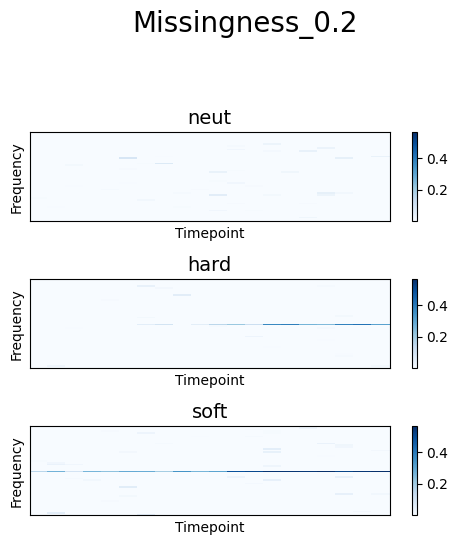 Missingness_0.2
neut
Frequency
0.4
0.2
Timepoint
hard
Frequency
0.4
0.2
Timepoint
soft
Frequency
0.4
0.2
Timepoint